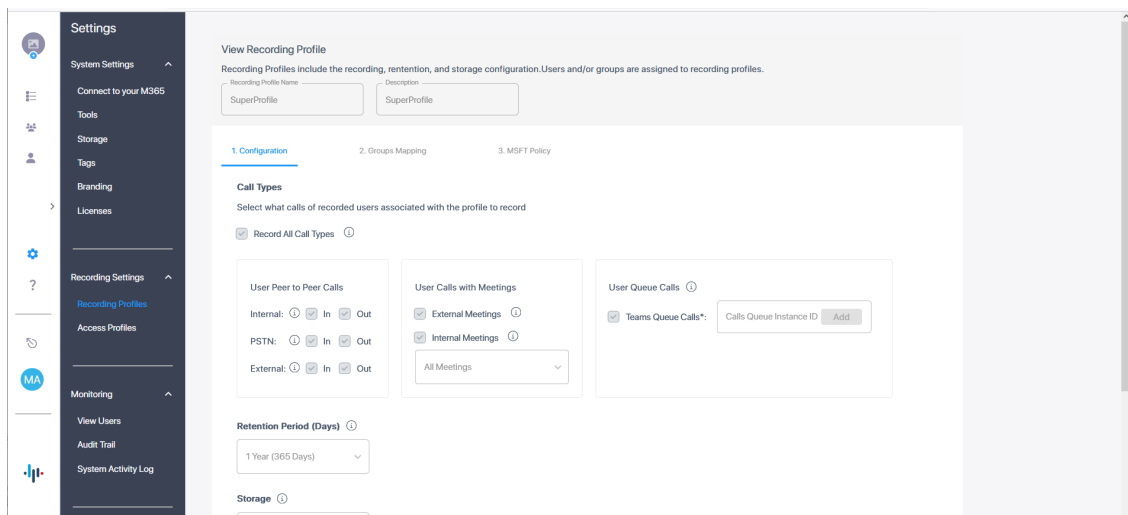 Settings
System Settings
Connect to your M365
Tools
Storage
Tags
Branding
Licenses
Recording Settings
Recording Profiles
Access Profiles
Monitoring
View Users
Audit Trail
System Activity Log
MA
View Recording Profile
Recording Profiles include the recording, rentention, and storage configuration.Users and/or groups are assigned to recording profiles.
Recording Profile Name Description
SuperProfile SuperProfile
1. Configuration 2. Groups Mapping 3. MSFT Policy
Call Types
Select what calls of recorded users associated with the profile to record
Record All Call Types
User Peer to Peer Calls
Internal: In Out
PSTN: In Out
External: In Out
User Calls with Meetings
External Meetings
Internal Meetings
All Meetings
User Queue Calls
Teams Queue Calls*: Calls Queue Instance ID Add
Retention Period (Days)
1 Year (365 Days)
Storage